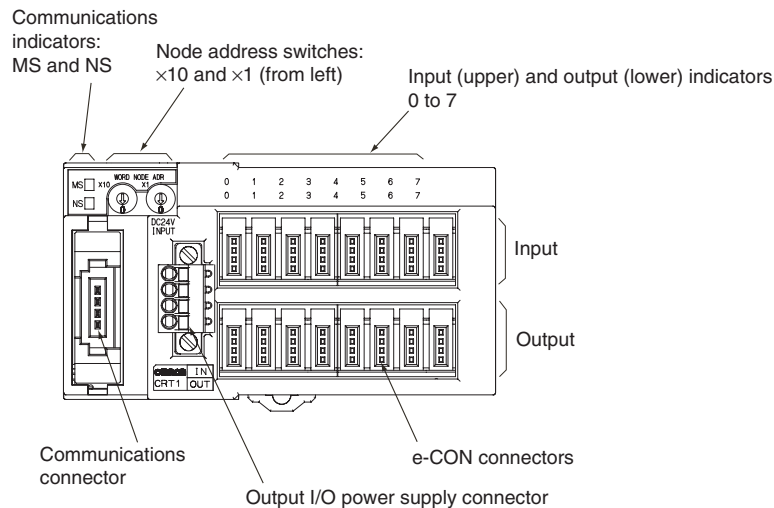 Communications
indicators:
MS and NS
Node address switches:
×10 and ×1 (from left)
Input (upper) and output (lower) indicators
0 to 7
MS
X10
WORD NODE ADR
X1
NS
0 0
0 1 2 3 4 5 6 7
0 1 2 3 4 5 6 7
DC24V
INPUT
Input
Output
OMRON
IN
CRT1
OUT
Communications
connector
e-CON connectors
Output I/O power supply connector